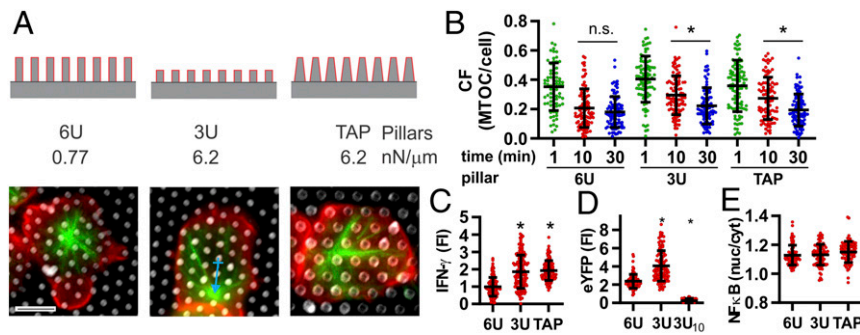 A
6U 3U TAP Pillars
0.77 6.2 6.2 nN/μm
B
n.s. * *
0.8
0.6
0.4
0.2
0.0
CF
(MTOC/cell)
time (min) 1 10 30 1 10 30 1 10 30
pillar 6U 3U TAP
C
IFN-γ (FI)
5
4
3
2
1
0
* *
6U 3U TAP
D
eYFP (FI)
8
6
4
2
0
* *
6U 3U 3U10
E
NFκB (nuc/cyt)
1.4
1.2
1.0
6U 3U TAP